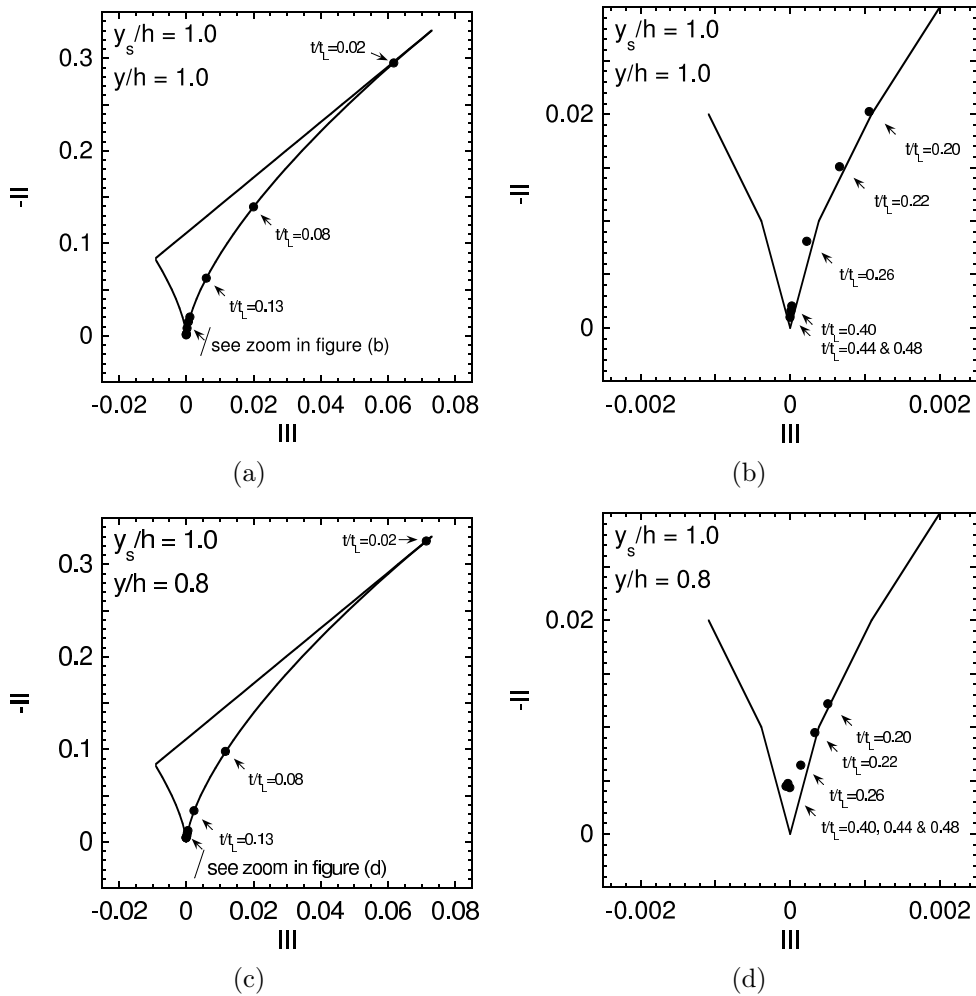 y_s/h = 1.0
y/h = 1.0
t/t_L=0.02
t/t_L=0.08
t/t_L=0.13
see zoom in figure (b)
0.3
0.2
0.1
0
-II
-0.02 0 0.02 0.04 0.06 0.08
III
(a)
y_s/h = 1.0
y/h = 1.0
t/t_L=0.20
t/t_L=0.22
t/t_L=0.26
t/t_L=0.40
t/t_L=0.44 & 0.48
0.02
0
-II
-0.002 0 0.002
III
(b)
y_s/h = 1.0
y/h = 0.8
t/t_L=0.02
t/t_L=0.08
t/t_L=0.13
see zoom in figure (d)
0.3
0.2
0.1
0
-II
-0.02 0 0.02 0.04 0.06 0.08
III
(c)
y_s/h = 1.0
y/h = 0.8
t/t_L=0.20
t/t_L=0.22
t/t_L=0.26
t/t_L=0.40, 0.44 & 0.48
0.02
0
-II
-0.002 0 0.002
III
(d)